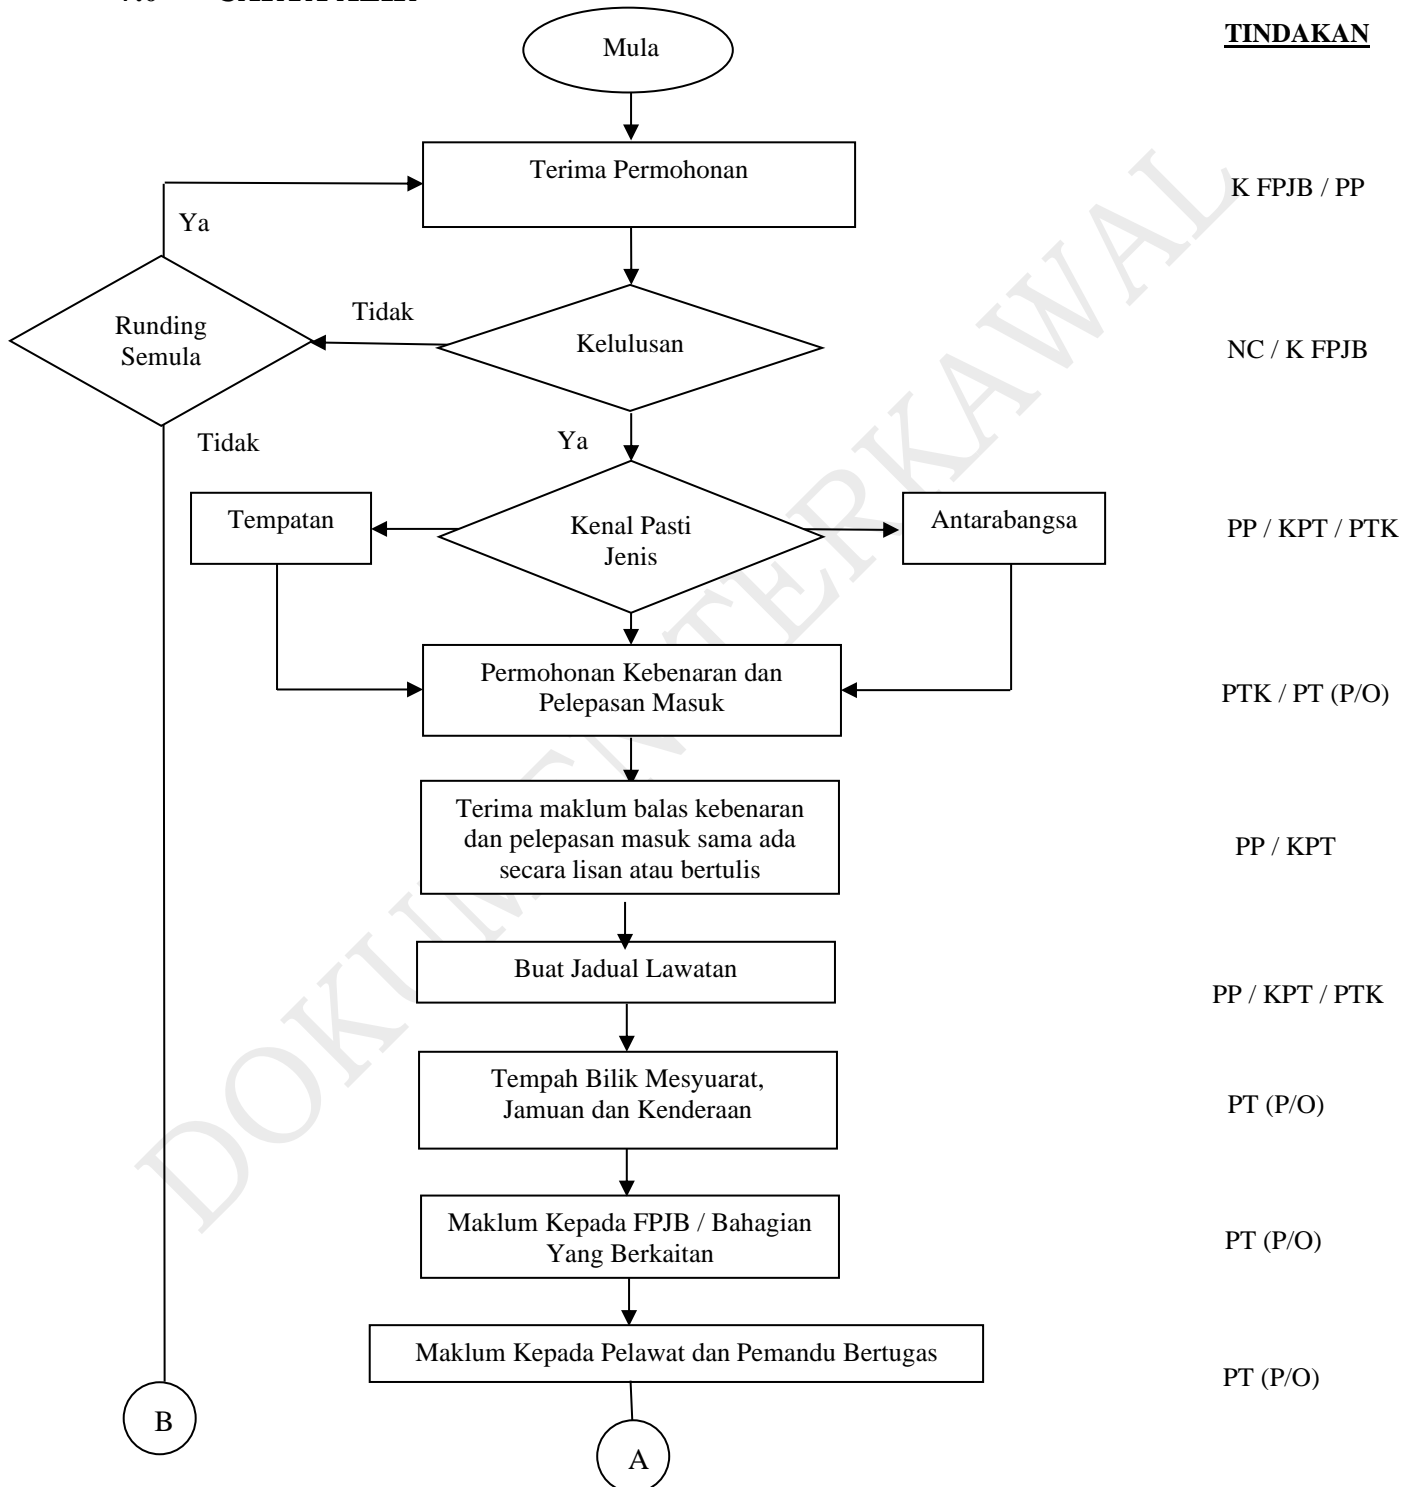 TINDAKAN
Mula
Terima Permohonan
K FPJB / PP
Ya
Tidak
Runding
Semula
Kelulusan
NC / K FPJB
Tidak
Ya
Tempatan
Kenal Pasti
Jenis
Antarabangsa
PP / KPT / PTK
Permohonan Kebenaran dan
Pelepasan Masuk
PTK / PT (P/O)
Terima maklum balas kebenaran
dan pelepasan masuk sama ada
secara lisan atau bertulis
PP / KPT
Buat Jadual Lawatan
PP / KPT / PTK
Tempah Bilik Mesyuarat,
Jamuan dan Kenderaan
PT (P/O)
Maklum Kepada FPJB / Bahagian
Yang Berkaitan
PT (P/O)
Maklum Kepada Pelawat dan Pemandu Bertugas
PT (P/O)
B
A
DOKUMEN TERKAWAL